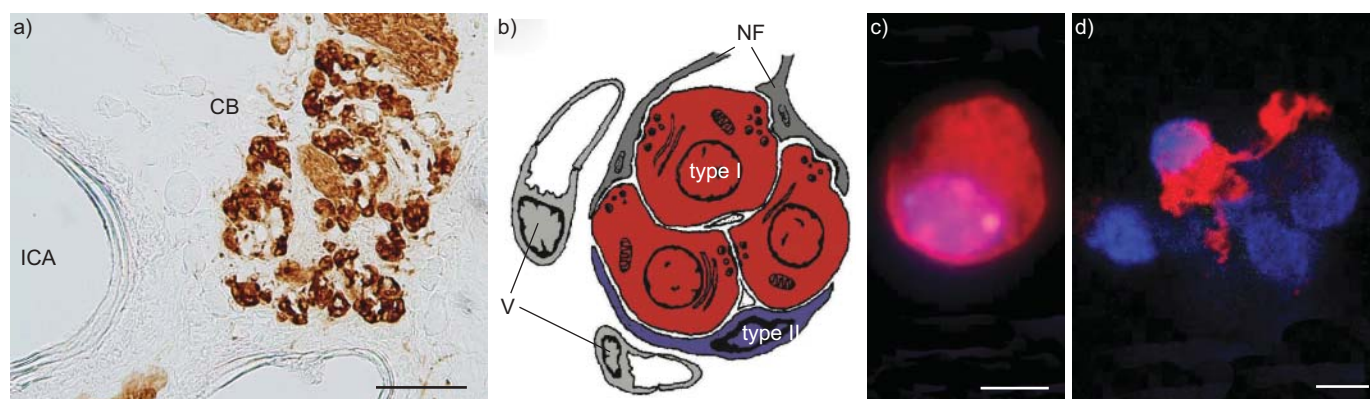 a)
CB
ICA
b)
NF
type I
type II
V
c)
d)